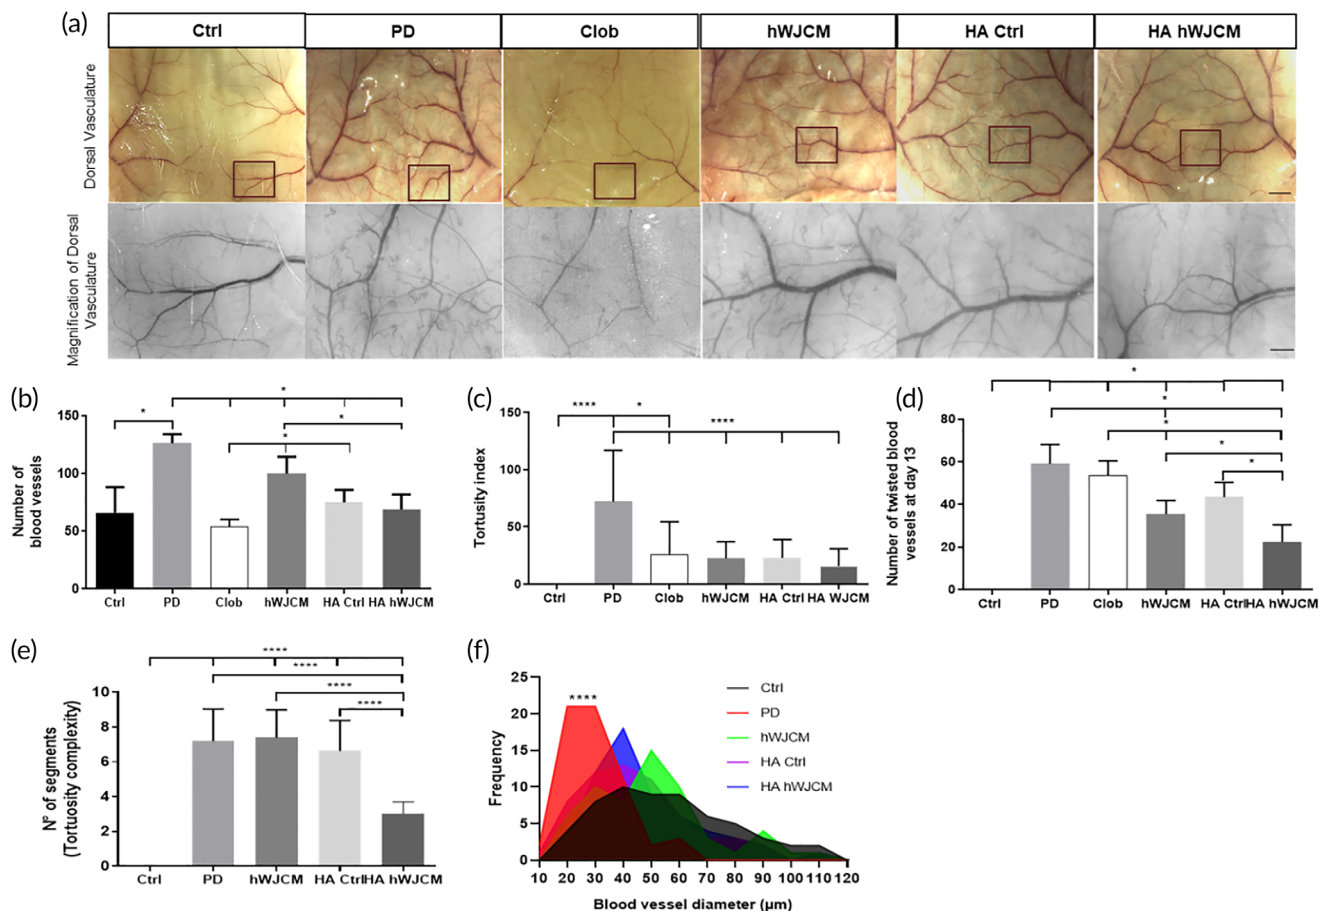 (a)
Ctrl PD Clob hWJCM HA Ctrl HA hWJCM
Dorsal Vasculature
Magnification of Dorsal
Vasculature
(b)
Number of
blood vessels
150
100
50
0
* * * *
Ctrl PD Clob hWJCM HA Ctrl HA hWJCM
(c)
Tortusity index
150
100
50
0
**** * ****
Ctrl PD Clob hWJCM HA Ctrl HA WJCM
(d)
Number of twisted blood
vessels at day 13
80
60
40
20
0
* * * * *
Ctrl PD Clob hWJCM HA Ctrl HA hWJCM
(e)
Nº of segments
(Tortuosity complexity)
10
8
6
4
2
0
**** **** **** ****
Ctrl PD hWJCM HA Ctrl HA hWJCM
(f)
Frequency
25
20
15
10
5
0
****
Ctrl
PD
hWJCM
HA Ctrl
HA hWJCM
10 20 30 40 50 60 70 80 90 100 110 120
Blood vessel diameter (μm)